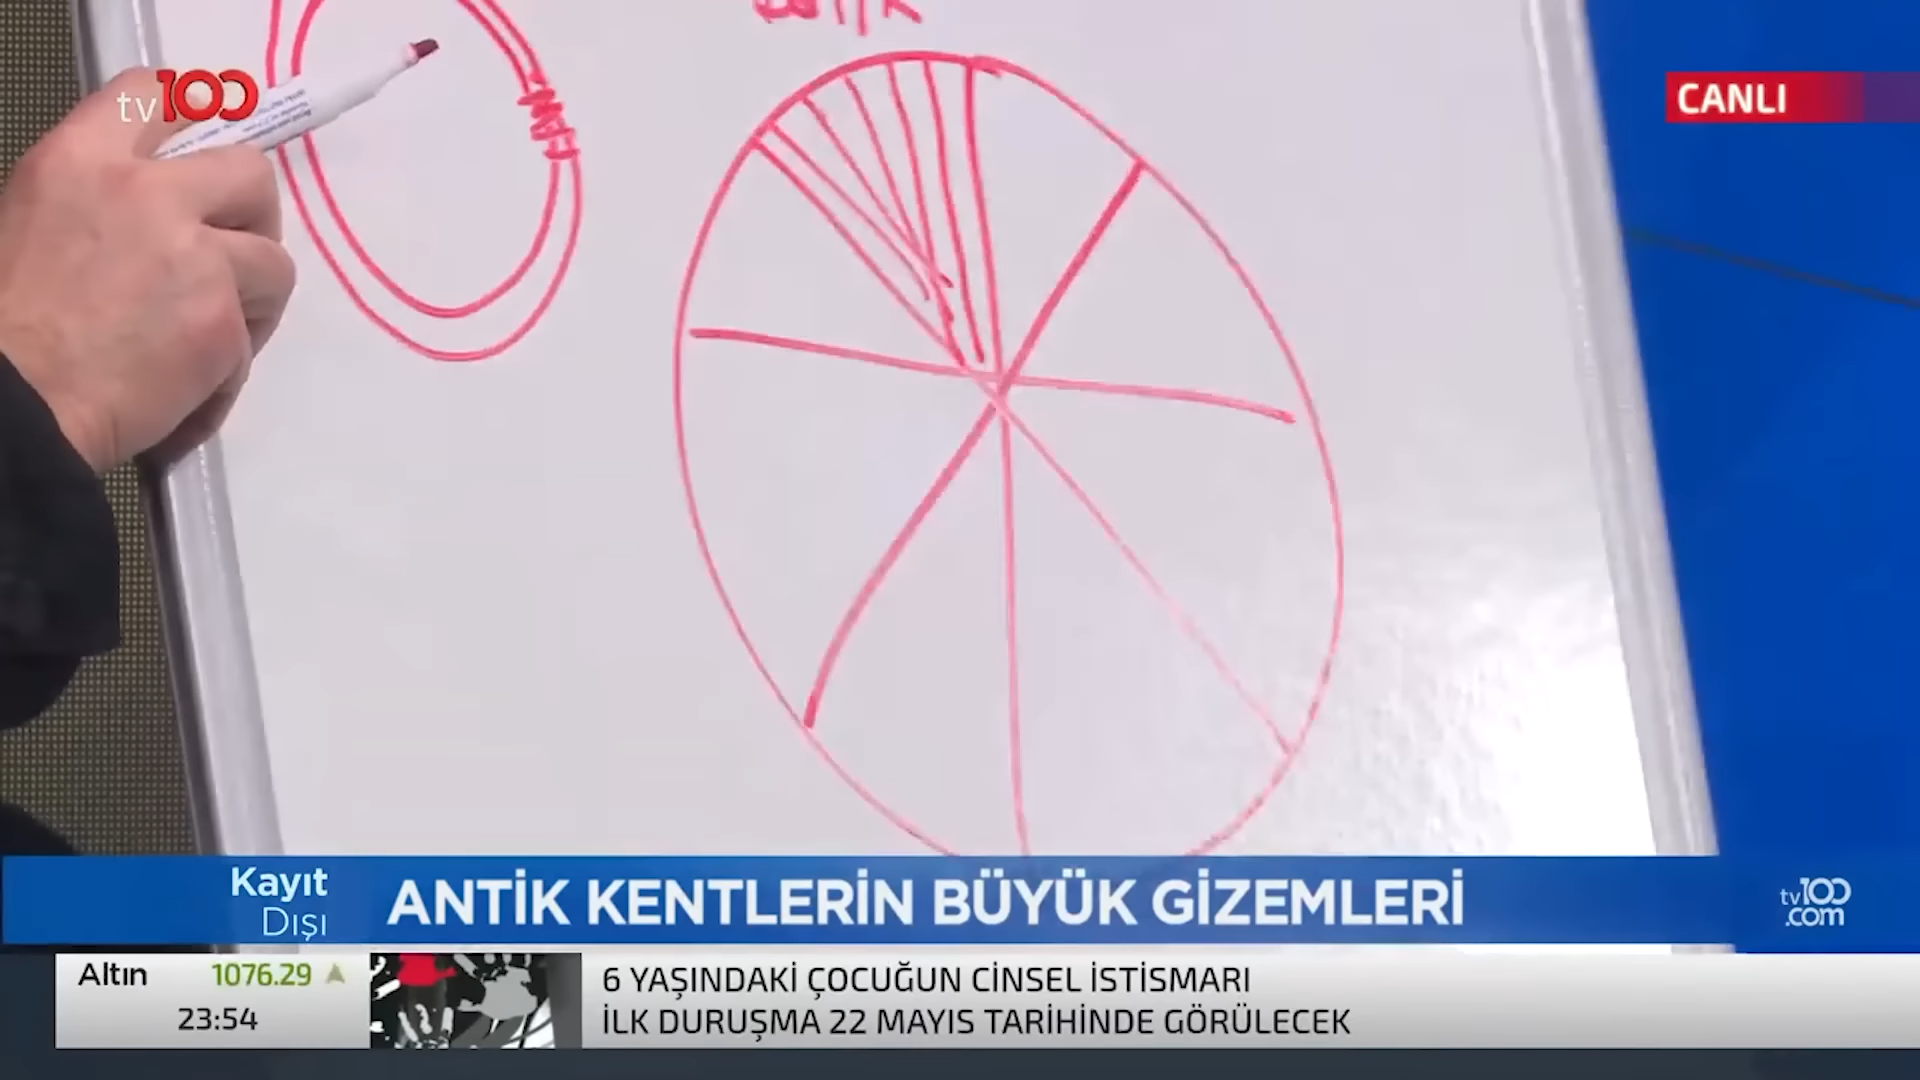 tv100
CANLI
Kayıt
Dışı
ANTİK KENTLERİN BÜYÜK GİZEMLERİ
tv100
.com
Altın 1076.29
23:54
6 YAŞINDAKİ ÇOCUĞUN CİNSEL İSTİSMARI
İLK DURUŞMA 22 MAYIS TARİHİNDE GÖRÜLECEK